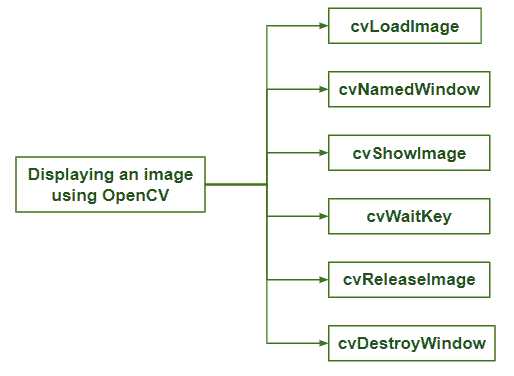 Displaying an image
using OpenCV
cvLoadImage
cvNamedWindow
cvShowImage
cvWaitKey
cvReleaseImage
cvDestroyWindow